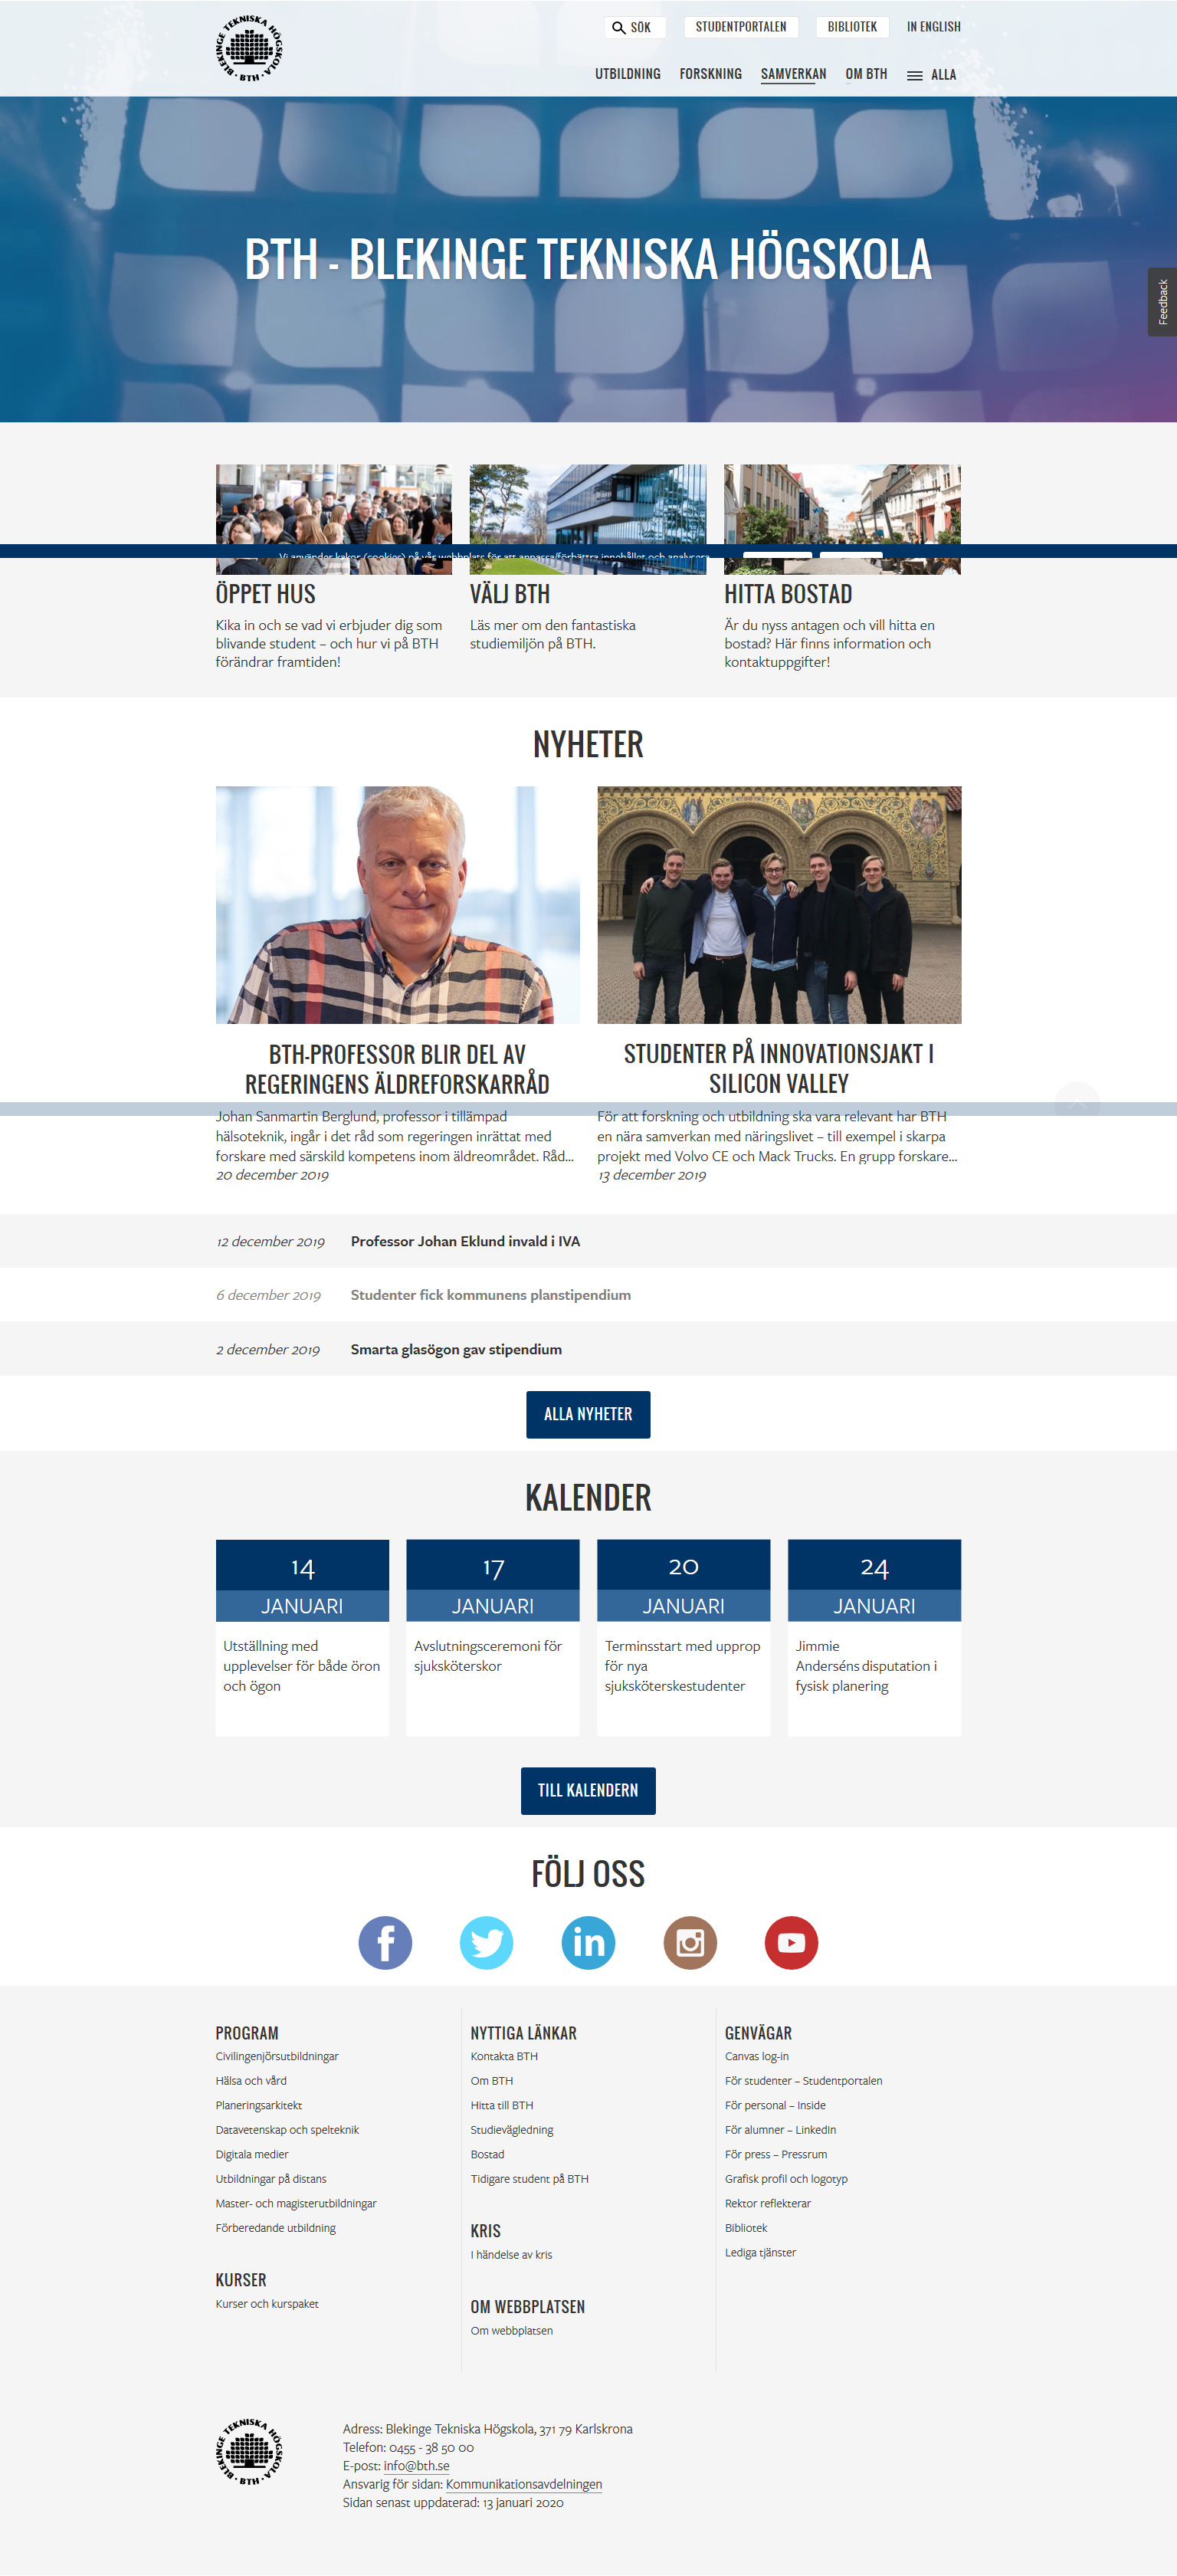 BLEKINGE TEKNISKA HÖGSKOLA · BTH ·
SÖK
STUDENTPORTALEN
BIBLIOTEK
IN ENGLISH
UTBILDNING
FORSKNING
SAMVERKAN
OM BTH
ALLA
BTH - BLEKINGE TEKNISKA HÖGSKOLA
Feedback
Vi använder kakor (cookies) på vår webbplats för att anpassa/förbättra innehållet och analysera
ÖPPET HUS
Kika in och se vad vi erbjuder dig som
blivande student – och hur vi på BTH
förändrar framtiden!
VÄLJ BTH
Läs mer om den fantastiska
studiemiljön på BTH.
HITTA BOSTAD
Är du nyss antagen och vill hitta en
bostad? Här finns information och
kontaktuppgifter!
NYHETER
BTH-PROFESSOR BLIR DEL AV
REGERINGENS ÄLDREFORSKARRÅD
Johan Sanmartin Berglund, professor i tillämpad
hälsoteknik, ingår i det råd som regeringen inrättat med
forskare med särskild kompetens inom äldreområdet. Råd...
20 december 2019
STUDENTER PÅ INNOVATIONSJAKT I
SILICON VALLEY
För att forskning och utbildning ska vara relevant har BTH
en nära samverkan med näringslivet – till exempel i skarpa
projekt med Volvo CE och Mack Trucks. En grupp forskare...
13 december 2019
12 december 2019 Professor Johan Eklund invald i IVA
6 december 2019 Studenter fick kommunens planstipendium
2 december 2019 Smarta glasögon gav stipendium
ALLA NYHETER
KALENDER
14
JANUARI
Utställning med
upplevelser för både öron
och ögon
17
JANUARI
Avslutningsceremoni för
sjuksköterskor
20
JANUARI
Terminsstart med upprop
för nya
sjuksköterskestudenter
24
JANUARI
Jimmie
Anderséns disputation i
fysisk planering
TILL KALENDERN
FÖLJ OSS
PROGRAM
Civilingenjörsutbildningar
Hälsa och vård
Planeringsarkitekt
Datavetenskap och spelteknik
Digitala medier
Utbildningar på distans
Master- och magisterutbildningar
Förberedande utbildning
KURSER
Kurser och kurspaket
NYTTIGA LÄNKAR
Kontakta BTH
Om BTH
Hitta till BTH
Studievägledning
Bostad
Tidigare student på BTH
KRIS
I händelse av kris
OM WEBBPLATSEN
Om webbplatsen
GENVÄGAR
Canvas log-in
För studenter – Studentportalen
För personal – Inside
För alumner – LinkedIn
För press – Pressrum
Grafisk profil och logotyp
Rektor reflekterar
Bibliotek
Lediga tjänster
BLEKINGE TEKNISKA HÖGSKOLA · BTH ·
Adress: Blekinge Tekniska Högskola, 371 79 Karlskrona
Telefon: 0455 - 38 50 00
E-post: info@bth.se
Ansvarig för sidan: Kommunikationsavdelningen
Sidan senast uppdaterad: 13 januari 2020